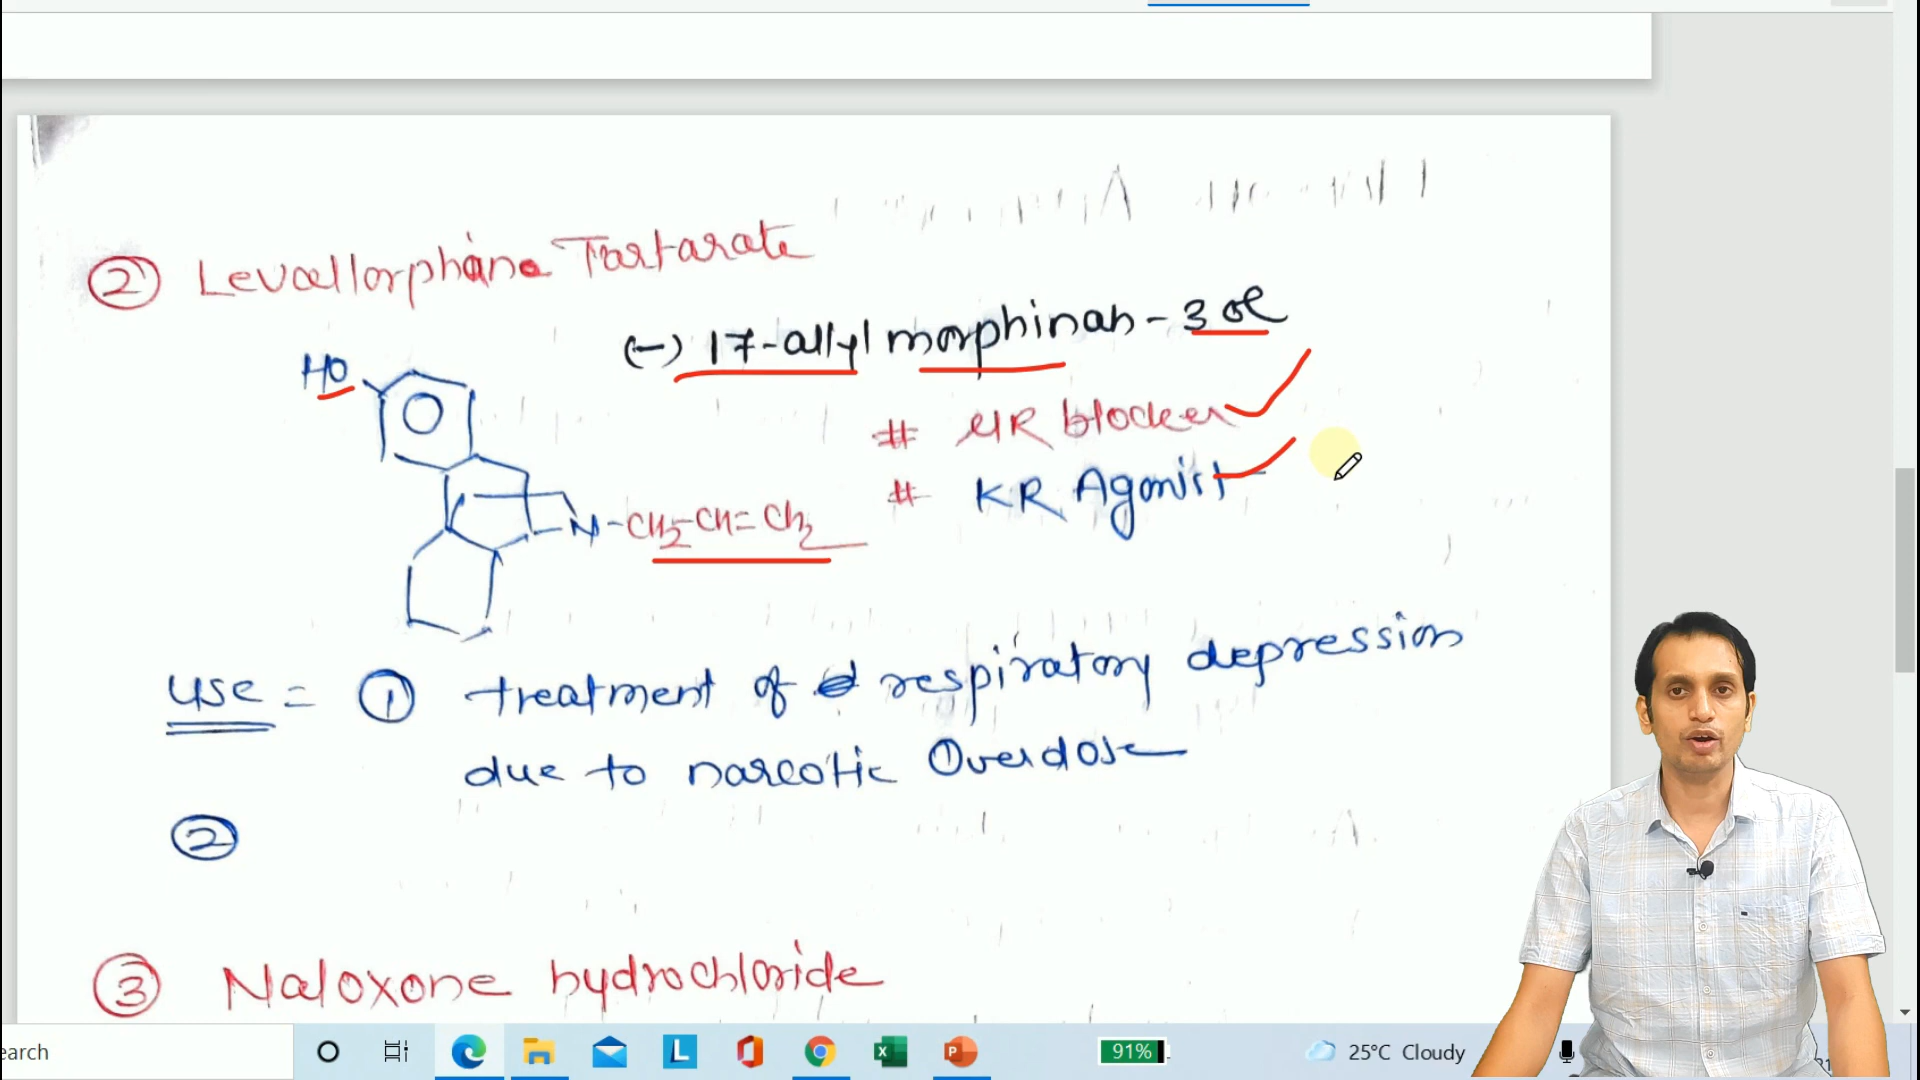 ② Levallorphane Tartarate
(-) 17-allyl morphinan - 3 ol
HO
# μR blocker
# KR Agonist
N-CH2-CH=CH2
use = ① treatment of respiratory depression
due to narcotic Overdose
②
③ Naloxone hydrochloride
earch
91%
25°C Cloudy